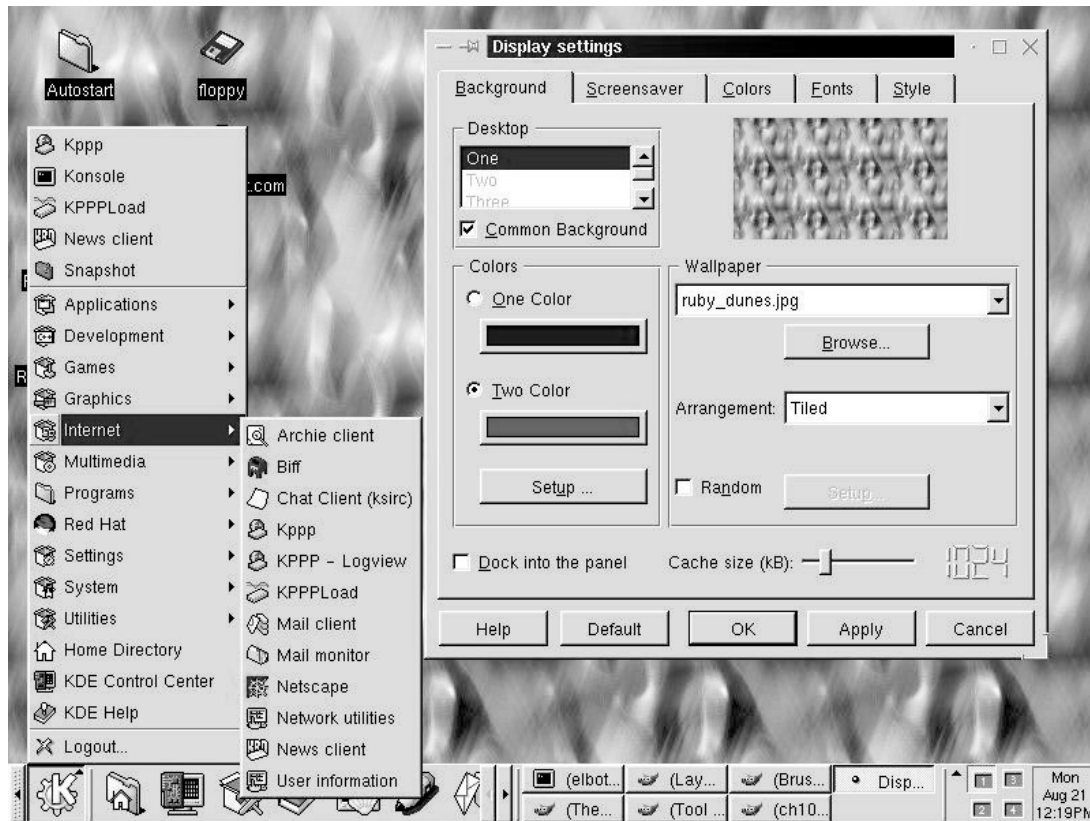 Autostart
floppy
.com
Kppp
Konsole
KPPPLoad
News client
Snapshot
Applications
Development
Games
Graphics
Internet
Multimedia
Programs
Red Hat
Settings
System
Utilities
Home Directory
KDE Control Center
KDE Help
Logout...
Archie client
Biff
Chat Client (ksirc)
Kppp
KPPP - Logview
KPPPLoad
Mail client
Mail monitor
Netscape
Network utilities
News client
User information
Display settings
Background Screensaver Colors Fonts Style
Desktop
One
Two
Three
Common Background
Colors
One Color
Two Color
Setup ...
Wallpaper
ruby_dunes.jpg
Browse...
Arrangement: Tiled
Random Setup...
Dock into the panel Cache size (kB): 1024
Help Default OK Apply Cancel
(elbot... (Lay... (Brus... Disp...
(The... (Tool ... (ch10...
1 3
2 4
Mon
Aug 21
12:19PM